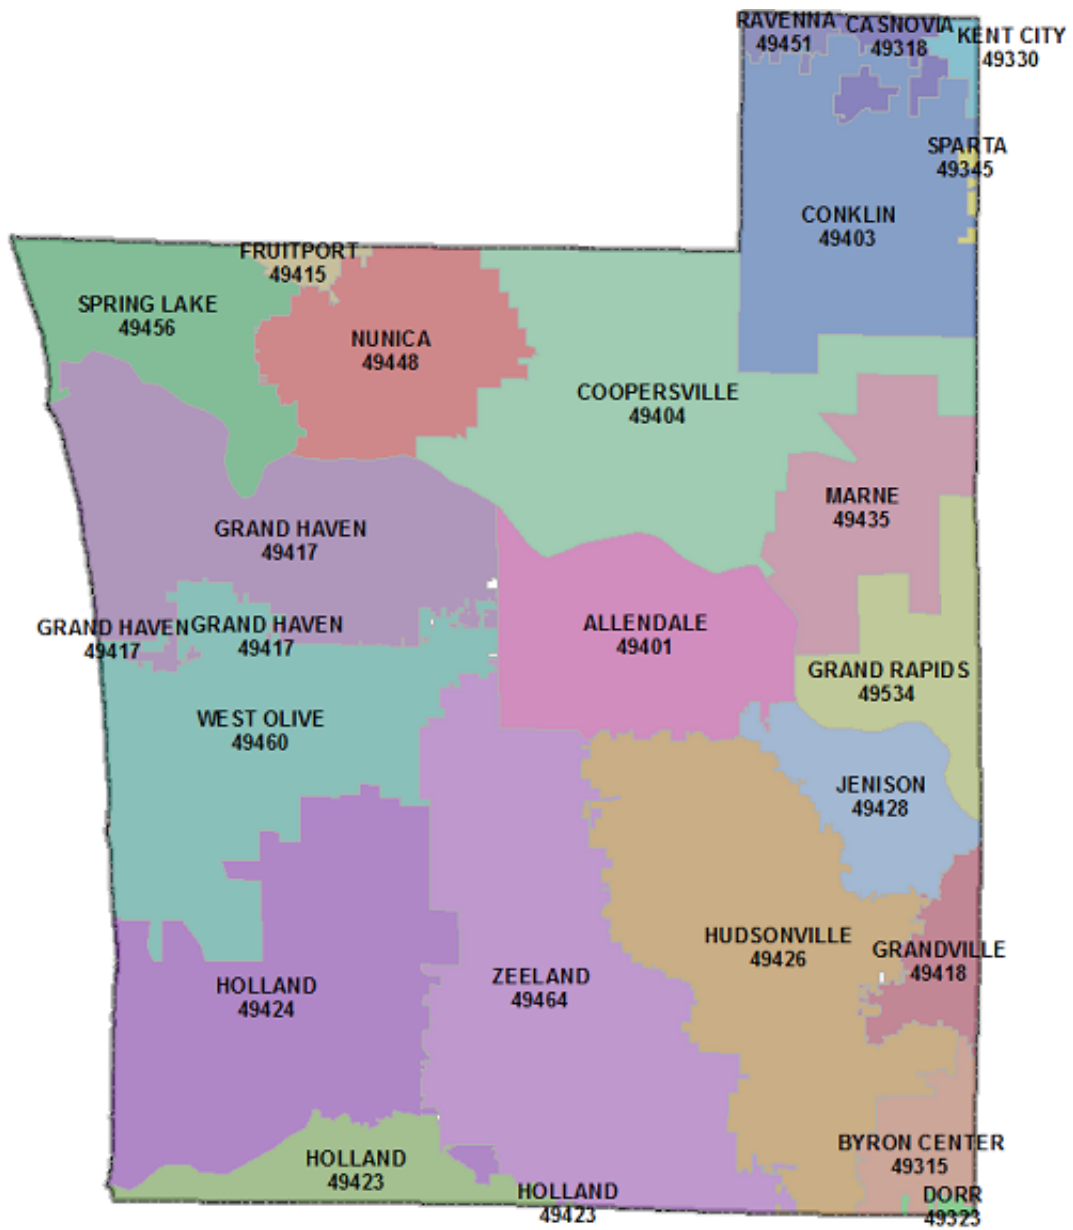 RAVENNA
49451
CASNOVIA
49318
KENT CITY
49330
SPARTA
49345
CONKLIN
49403
FRUITPORT
49415
SPRING LAKE
49456
NUNICA
49448
COOPERSVILLE
49404
MARNE
49435
GRAND HAVEN
49417
GRAND HAVEN
49417
GRAND HAVEN
49417
ALLENDALE
49401
GRAND RAPIDS
49534
WEST OLIVE
49460
JENISON
49428
HUDSONVILLE
49426
GRANDVILLE
49418
HOLLAND
49424
ZEELAND
49464
BYRON CENTER
49315
HOLLAND
49423
HOLLAND
49423
DORR
49323